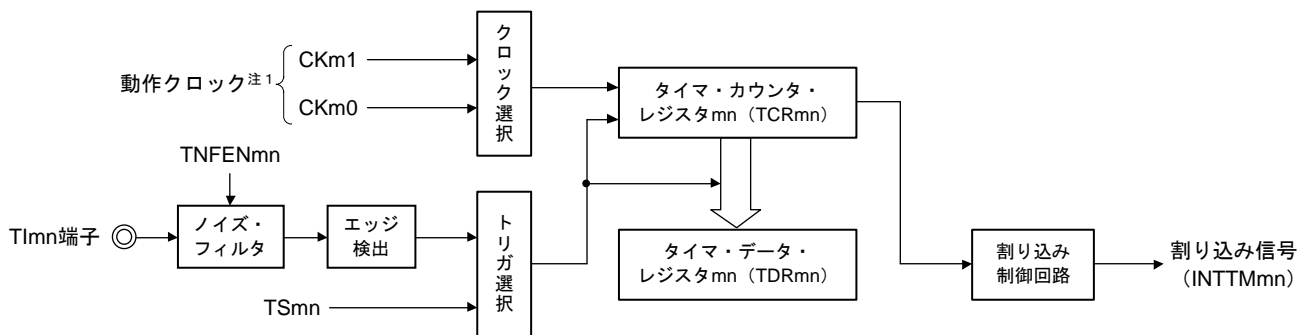 動作クロック注1
CKm1
CKm0
クロック選択
タイマ・カウンタ・
レジスタmn（TCRmn）
TNFENmn
TImn端子
ノイズ・
フィルタ
エッジ
検出
トリガ選択
TSmn
タイマ・データ・
レジスタmn（TDRmn）
割り込み
制御回路
割り込み信号
（INTTMmn）